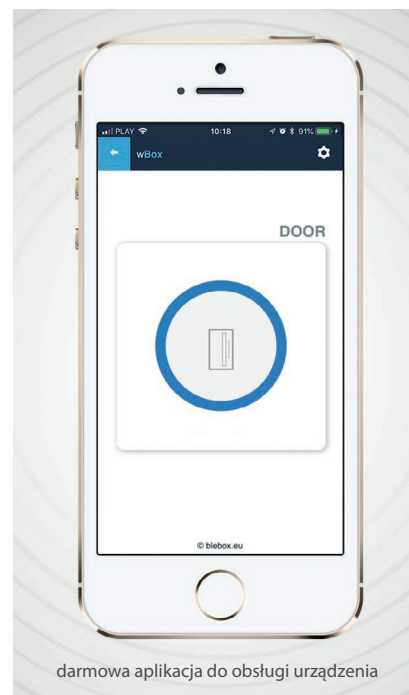 PLAY 10:18 91%
wBox
DOOR
© blebox.eu
darmowa aplikacja do obsługi urządzenia